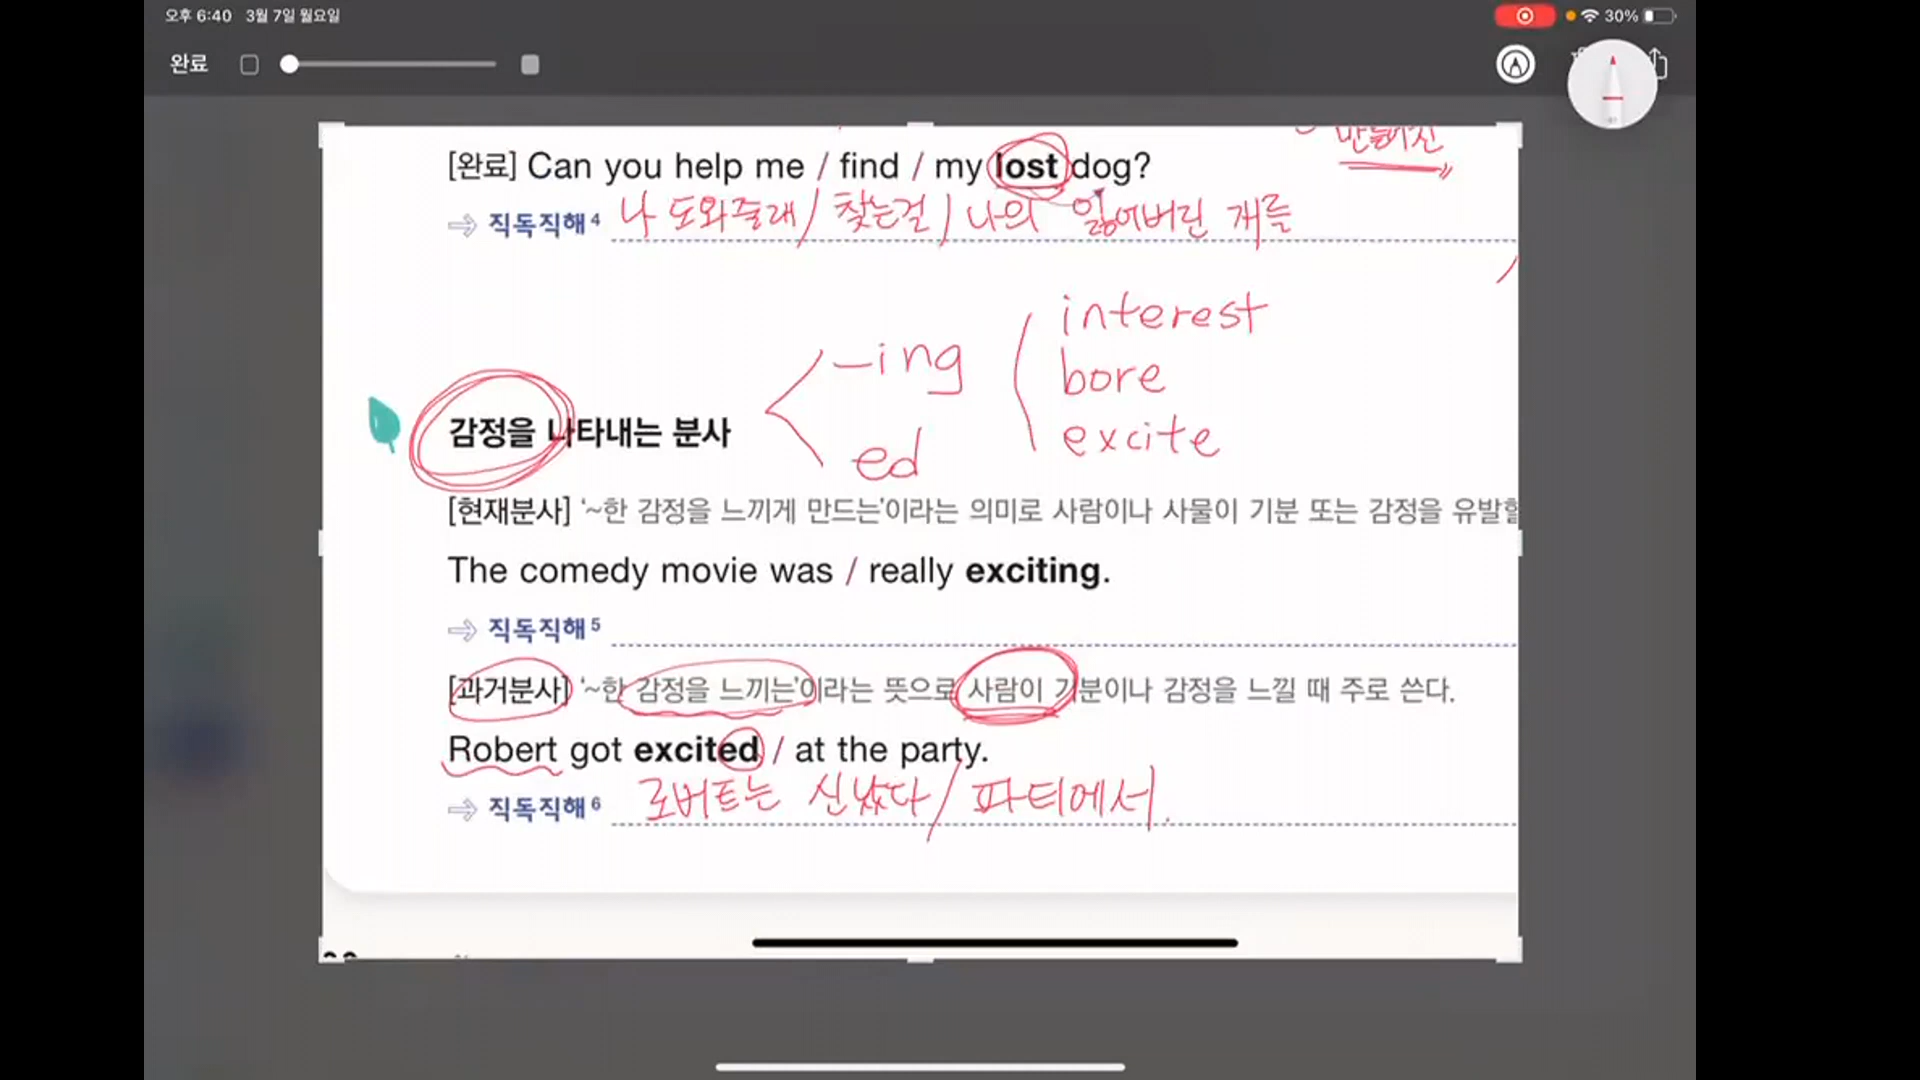 오후 6:40 3월 7일 월요일
30%
완료
만들어진
[완료] Can you help me / find / my lost dog?
⇨ 직독직해 4 나 도와줄래 / 찾는걸 / 나의 잃어버린 개를
-ing
ed
interest
bore
excite
감정을 나타내는 분사
[현재분사] ‘~한 감정을 느끼게 만드는’이라는 의미로 사람이나 사물이 기분 또는 감정을 유발할
The comedy movie was / really exciting.
⇨ 직독직해 5
[과거분사] ‘~한 감정을 느끼는’이라는 뜻으로 사람이 기분이나 감정을 느낄 때 주로 쓴다.
Robert got excited / at the party.
⇨ 직독직해 6 로버트는 신났다 / 파티에서.